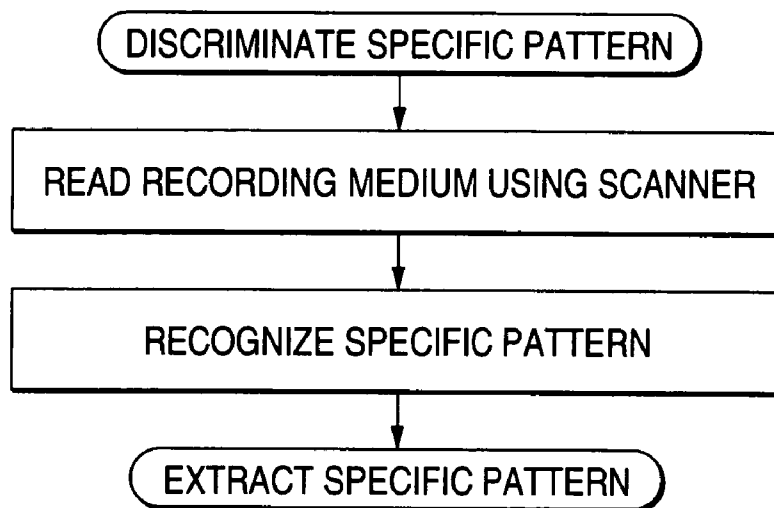 DISCRIMINATE SPECIFIC PATTERN
READ RECORDING MEDIUM USING SCANNER
RECOGNIZE SPECIFIC PATTERN
EXTRACT SPECIFIC PATTERN